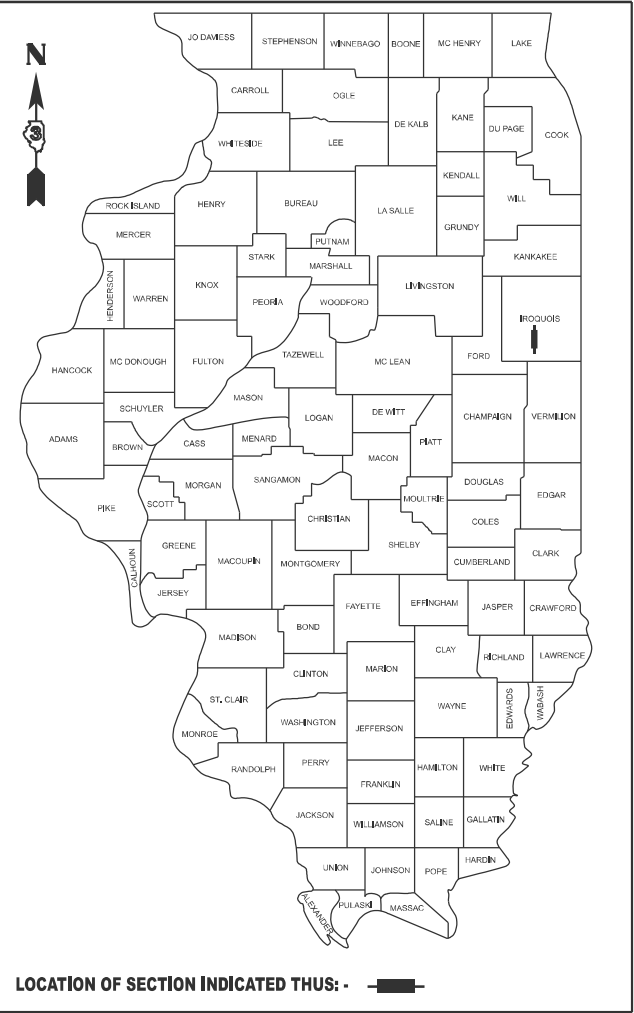 JO DAVIESS
STEPHENSON
WINNEBAGO
BOONE
MC HENRY
LAKE
N
CARROLL
OGLE
DE KALB
KANE
DU PAGE
COOK
3
WHITESIDE
LEE
KENDALL
WILL
ROCK ISLAND
HENRY
BUREAU
LA SALLE
GRUNDY
MERCER
PUTNAM
KANKAKEE
STARK
MARSHALL
HENDERSON
WARREN
KNOX
PEORIA
WOODFORD
LIVINGSTON
IROQUOIS
HANCOCK
MC DONOUGH
FULTON
TAZEWELL
MC LEAN
FORD
MASON
SCHUYLER
LOGAN
DE WITT
CHAMPAIGN
VERMILION
ADAMS
BROWN
CASS
MENARD
PIATT
MACON
MORGAN
SANGAMON
DOUGLAS
EDGAR
PIKE
SCOTT
MOULTRIE
CHRISTIAN
COLES
GREENE
SHELBY
CALHOUN
MACOUPIN
MONTGOMERY
CUMBERLAND
CLARK
JERSEY
FAYETTE
EFFINGHAM
JASPER
CRAWFORD
MADISON
BOND
CLAY
RICHLAND
LAWRENCE
CLINTON
MARION
ST. CLAIR
WAYNE
EDWARDS
WABASH
WASHINGTON
JEFFERSON
MONROE
RANDOLPH
PERRY
HAMILTON
WHITE
FRANKLIN
JACKSON
WILLIAMSON
SALINE
GALLATIN
UNION
JOHNSON
POPE
HARDIN
ALEXANDER
PULASKI
MASSAC
LOCATION OF SECTION INDICATED THUS: -